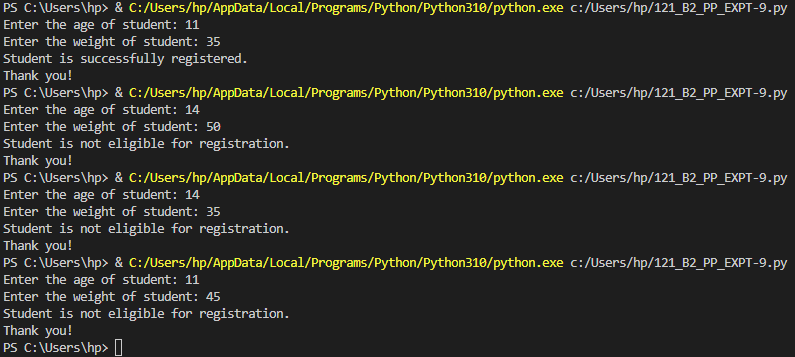 PS C:\Users\hp> & C:/Users/hp/AppData/Local/Programs/Python/Python310/python.exe c:/Users/hp/121_B2_PP_EXPT-9.py
Enter the age of student: 11
Enter the weight of student: 35
Student is successfully registered.
Thank you!
PS C:\Users\hp> & C:/Users/hp/AppData/Local/Programs/Python/Python310/python.exe c:/Users/hp/121_B2_PP_EXPT-9.py
Enter the age of student: 14
Enter the weight of student: 50
Student is not eligible for registration.
Thank you!
PS C:\Users\hp> & C:/Users/hp/AppData/Local/Programs/Python/Python310/python.exe c:/Users/hp/121_B2_PP_EXPT-9.py
Enter the age of student: 14
Enter the weight of student: 35
Student is not eligible for registration.
Thank you!
PS C:\Users\hp> & C:/Users/hp/AppData/Local/Programs/Python/Python310/python.exe c:/Users/hp/121_B2_PP_EXPT-9.py
Enter the age of student: 11
Enter the weight of student: 45
Student is not eligible for registration.
Thank you!
PS C:\Users\hp>